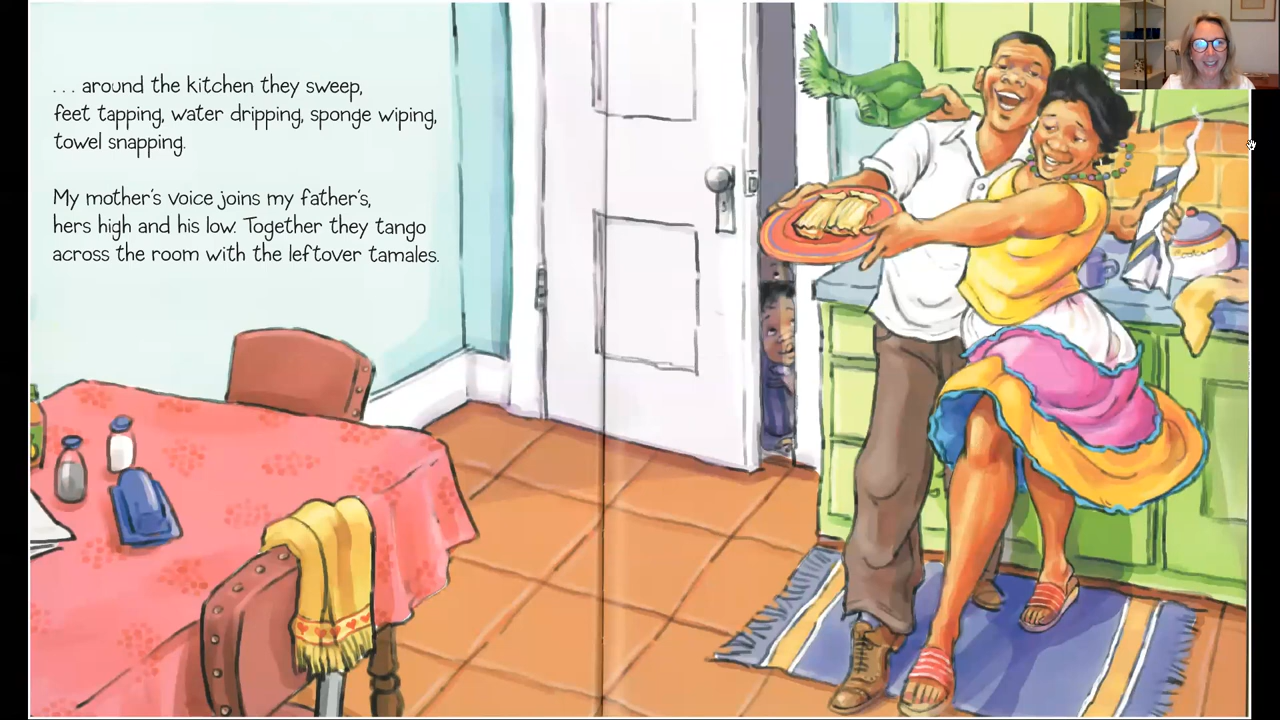 . . . around the kitchen they sweep,
feet tapping, water dripping, sponge wiping,
towel snapping.
My mother's voice joins my father's,
hers high and his low. Together they tango
across the room with the leftover tamales.